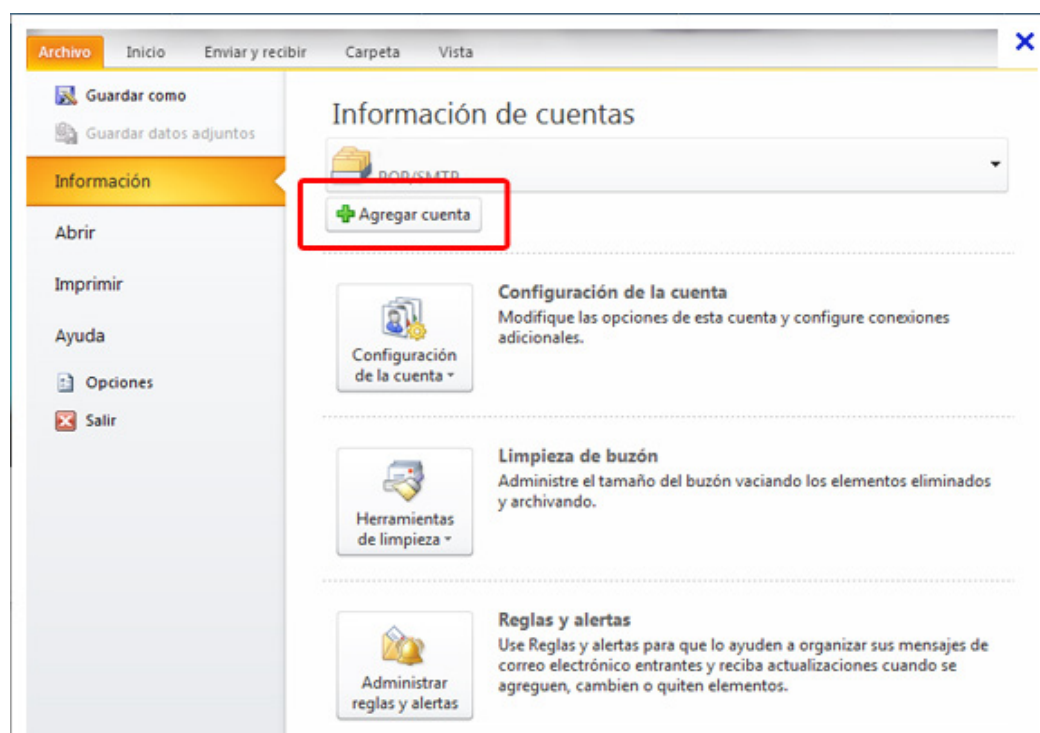 Archivo Inicio Enviar y recibir Carpeta Vista
Guardar como
Guardar datos adjuntos
Información
Abrir
Imprimir
Ayuda
Opciones
Salir
Información de cuentas
POP/SMTP
Agregar cuenta
Configuración
de la cuenta
Configuración de la cuenta
Modifique las opciones de esta cuenta y configure conexiones
adicionales.
Herramientas
de limpieza
Limpieza de buzón
Administre el tamaño del buzón vaciando los elementos eliminados
y archivando.
Administrar
reglas y alertas
Reglas y alertas
Use Reglas y alertas para que lo ayuden a organizar sus mensajes de
correo electrónico entrantes y reciba actualizaciones cuando se
agreguen, cambien o quiten elementos.